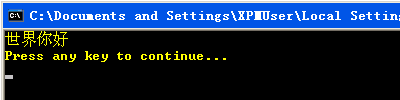 C:\Documents and Settings\XPMUser\Local Settin
世界你好
Press any key to continue...